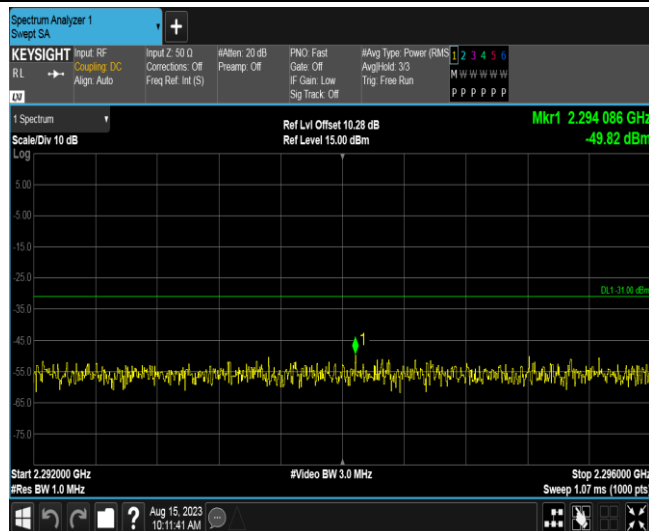 Spectrum Analyzer 1
Swept SA
+
KEYSIGHT
RL
Input: RF
Coupling: DC
Align: Auto
Input Z: 50 Ω
Corrections: Off
Freq Ref: Int (S)
#Atten: 20 dB
Preamp: Off
PNO: Fast
Gate: Off
IF Gain: Low
Sig Track: Off
#Avg Type: Power (RMS
Avg|Hold: 3/3
Trig: Free Run
1 2 3 4 5 6
M W W W W W
P P P P P P
1 Spectrum
Scale/Div 10 dB
Log
Ref Lvl Offset 10.28 dB
Ref Level 15.00 dBm
Mkr1 2.294 086 GHz
-49.82 dBm
5.00
-5.00
-15.0
-25.0
DL1 -31.00 dBm
-35.0
1
-45.0
-55.0
-65.0
-75.0
Start 2.292000 GHz
#Res BW 1.0 MHz
#Video BW 3.0 MHz
Stop 2.296000 GHz
Sweep 1.07 ms (1000 pts)
?
Aug 15, 2023
10:11:41 AM